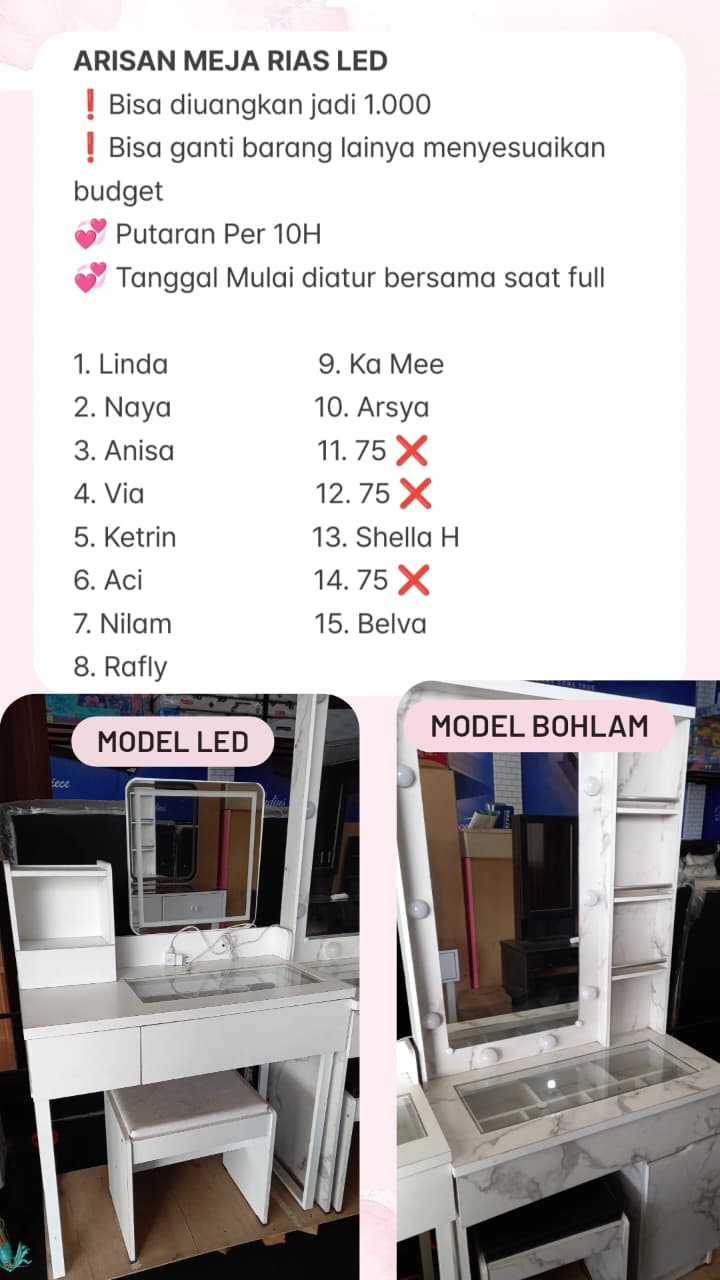 ARISAN MEJA RIAS LED
❗Bisa diuangkan jadi 1.000
❗Bisa ganti barang lainya menyesuaikan
budget
💞 Putaran Per 10H
💞 Tanggal Mulai diatur bersama saat full
1. Linda
2. Naya
3. Anisa
4. Via
5. Ketrin
6. Aci
7. Nilam
8. Rafly
9. Ka Mee
10. Arsya
11. 75 ❌
12. 75 ❌
13. Shella H
14. 75 ❌
15. Belva
MODEL LED
MODEL BOHLAM